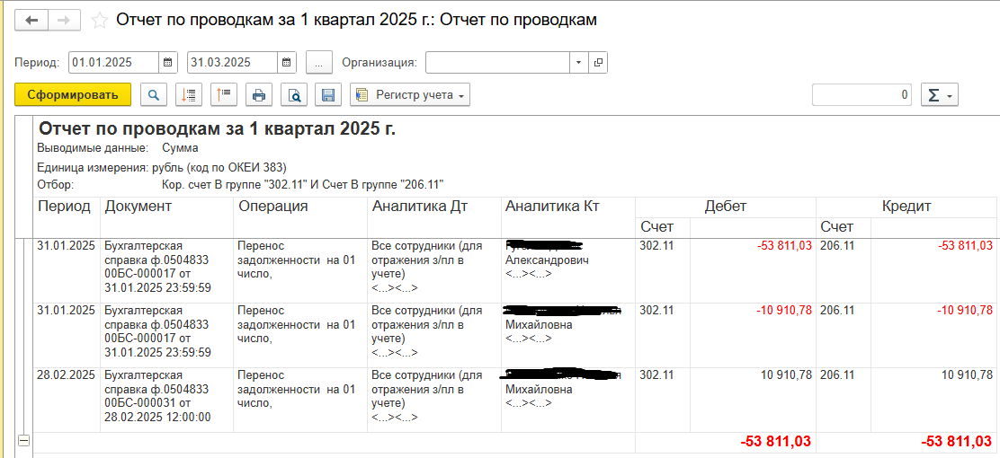 Отчет по проводкам за 1 квартал 2025 г.: Отчет по проводкам
Период: 01.01.2025 31.03.2025 ... Организация:
Сформировать Регистр учета 0 Σ
Отчет по проводкам за 1 квартал 2025 г.
Выводимые данные: Сумма
Единица измерения: рубль (код по ОКЕИ 383)
Отбор: Кор. счет В группе "302.11" И Счет В группе "206.11"
Период Документ Операция Аналитика Дт Аналитика Кт Дебет Кредит
Счет Счет
31.01.2025 Бухгалтерская Перенос Все сотрудники (для 302.11 -53 811,03 206.11 -53 811,03
справка ф.0504833 задолженности на 01 отражения з/пл в Александрович
00БС-000017 от число, учете) <...><...>
31.01.2025 23:59:59 <...><...>
31.01.2025 Бухгалтерская Перенос Все сотрудники (для 302.11 -10 910,78 206.11 -10 910,78
справка ф.0504833 задолженности на 01 отражения з/пл в Михайловна
00БС-000017 от число, учете) <...><...>
31.01.2025 23:59:59 <...><...>
28.02.2025 Бухгалтерская Перенос Все сотрудники (для 302.11 10 910,78 206.11 10 910,78
справка ф.0504833 задолженности на 01 отражения з/пл в Михайловна
00БС-000031 от число, учете) <...><...>
28.02.2025 12:00:00 <...><...>
-53 811,03 -53 811,03